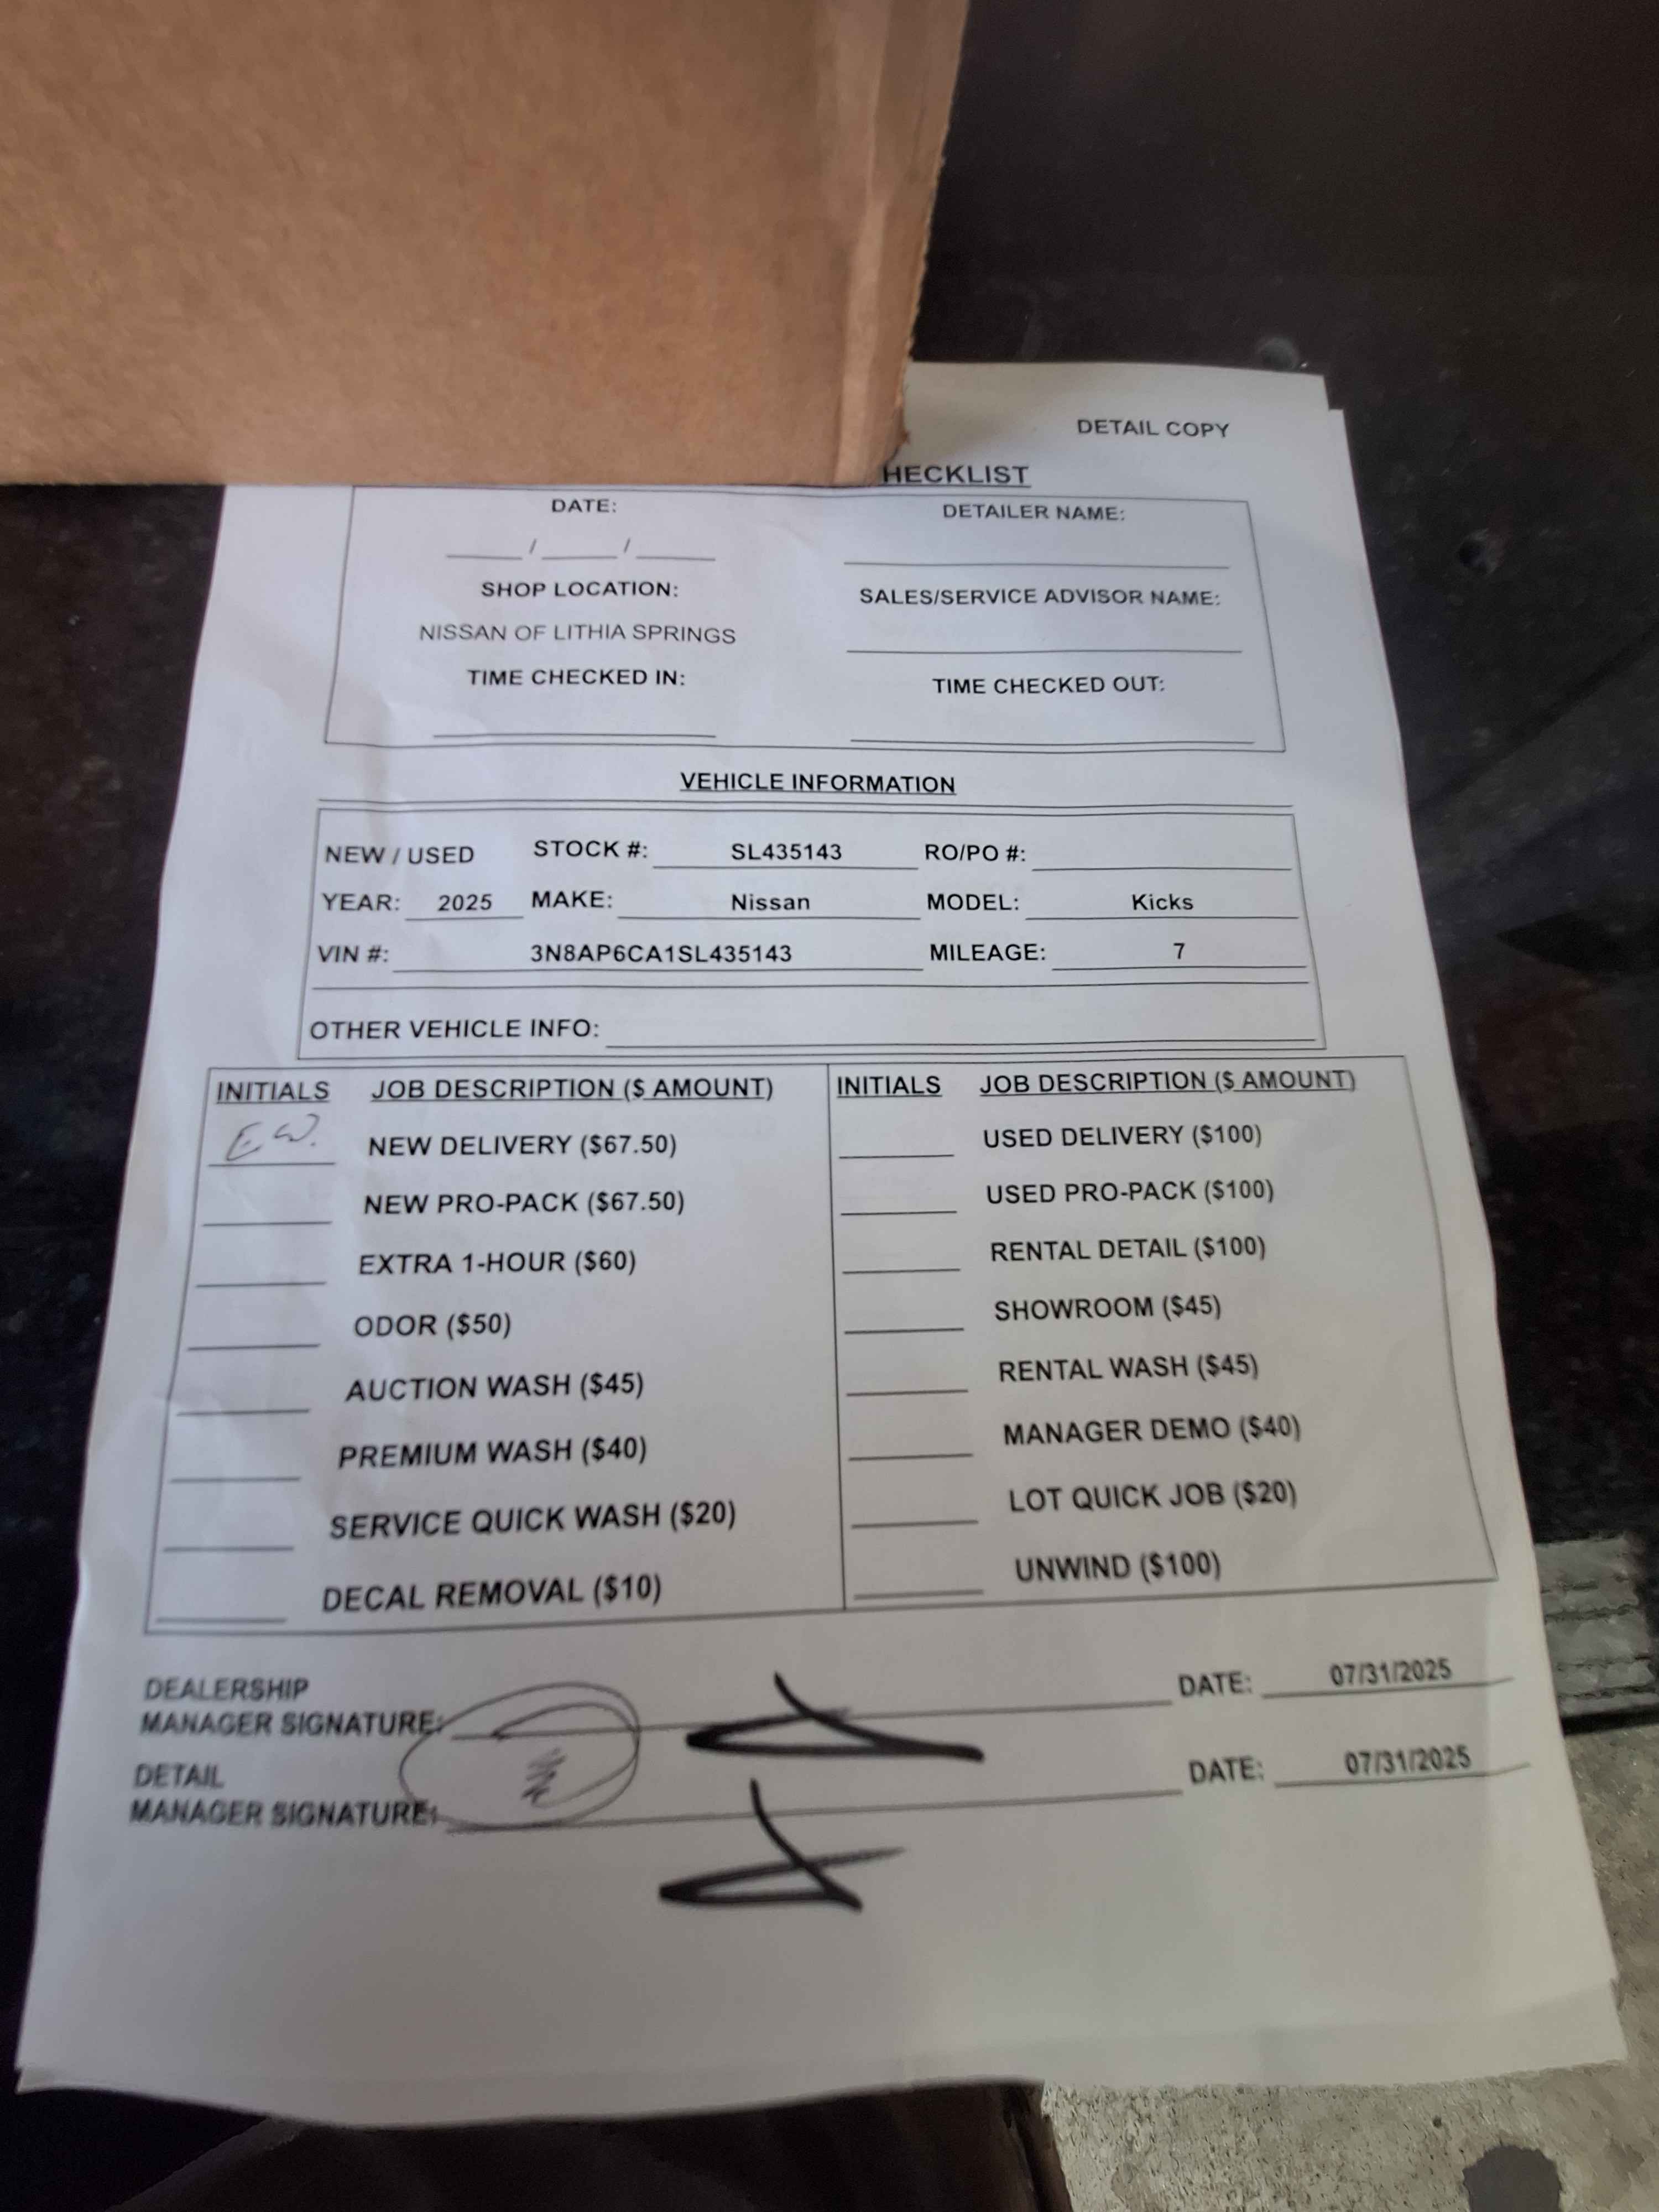 DETAIL COPY
HECKLIST
DATE: DETAILER NAME:
/ /
SHOP LOCATION: SALES/SERVICE ADVISOR NAME:
NISSAN OF LITHIA SPRINGS
TIME CHECKED IN: TIME CHECKED OUT:
VEHICLE INFORMATION
NEW / USED STOCK #: SL435143 RO/PO #:
YEAR: 2025 MAKE: Nissan MODEL: Kicks
VIN #: 3N8AP6CA1SL435143 MILEAGE: 7
OTHER VEHICLE INFO:
INITIALS JOB DESCRIPTION ($ AMOUNT) INITIALS JOB DESCRIPTION ($ AMOUNT)
E.W. NEW DELIVERY ($67.50) USED DELIVERY ($100)
NEW PRO-PACK ($67.50) USED PRO-PACK ($100)
EXTRA 1-HOUR ($60) RENTAL DETAIL ($100)
ODOR ($50) SHOWROOM ($45)
AUCTION WASH ($45) RENTAL WASH ($45)
PREMIUM WASH ($40) MANAGER DEMO ($40)
SERVICE QUICK WASH ($20) LOT QUICK JOB ($20)
DECAL REMOVAL ($10) UNWIND ($100)
DEALERSHIP
MANAGER SIGNATURE: DATE: 07/31/2025
DETAIL
MANAGER SIGNATURE: DATE: 07/31/2025